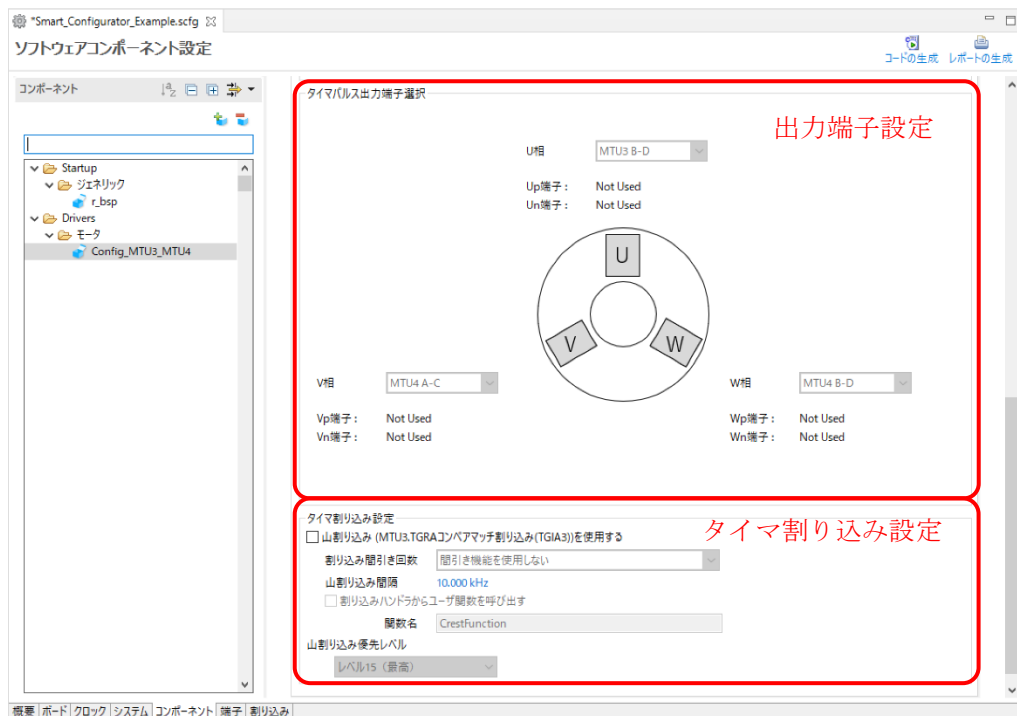 *Smart_Configurator_Example.scfg
ソフトウェアコンポーネント設定
コードの生成 レポートの生成
コンポーネント
Startup
ジェネリック
r_bsp
Drivers
モータ
Config_MTU3_MTU4
タイマパルス出力端子選択
出力端子設定
U相 MTU3 B-D
Up端子： Not Used
Un端子： Not Used
U
V
W
V相 MTU4 A-C
Vp端子： Not Used
Vn端子： Not Used
W相 MTU4 B-D
Wp端子： Not Used
Wn端子： Not Used
タイマ割り込み設定
タイマ割り込み設定
山割り込み (MTU3.TGRAコンペアマッチ割り込み(TGIA3))を使用する
割り込み間引き回数 間引き機能を使用しない
山割り込み間隔 10.000 kHz
割り込みハンドラからユーザ関数を呼び出す
関数名 CrestFunction
山割り込み優先レベル
レベル15（最高）
概要 ボード クロック システム コンポーネント 端子 割り込み